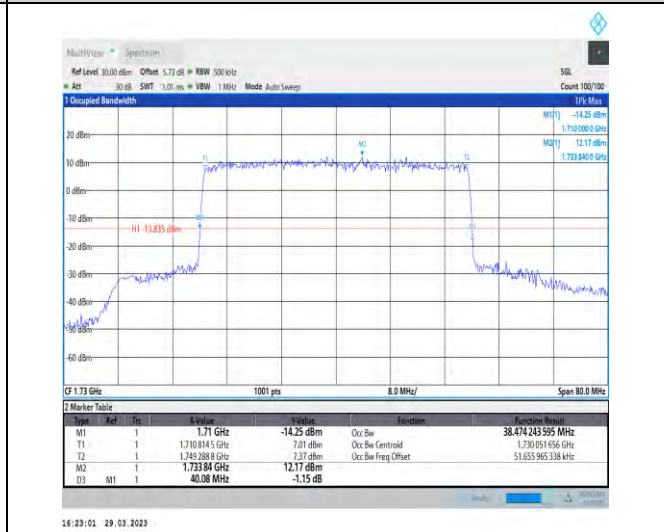 MultiView Spectrum
Ref Level 30.00 dBm Offset 5.73 dB RBW 500 kHz SGL
Att 30 dB SWT 1.01 ms VBW 1 MHz Mode Auto Sweep Count 100/100
1 Occupied Bandwidth 1Pk Max
M1[1] -14.25 dBm
1.710 000 0 GHz
M2[1] 12.17 dBm
1.733 840 0 GHz
20 dBm
M2
T1
T2
10 dBm
0 dBm
-10 dBm
H1 -13.835 dBm
-20 dBm
-30 dBm
-40 dBm
-50 dBm
-60 dBm
CF 1.73 GHz 1001 pts 8.0 MHz/ Span 80.0 MHz
2 Marker Table
Type Ref Trc X-Value Y-Value Function Function Result
M1 1 1.71 GHz -14.25 dBm Occ Bw 38.474 243 595 MHz
T1 1 1.710 814 5 GHz 7.01 dBm Occ Bw Centroid 1.730 051 656 GHz
T2 1 1.749 288 8 GHz 7.37 dBm Occ Bw Freq Offset 51.655 965 338 kHz
M2 1 1.733 84 GHz 12.17 dBm
D3 M1 1 40.08 MHz -1.15 dB
16:23:01 29.03.2023